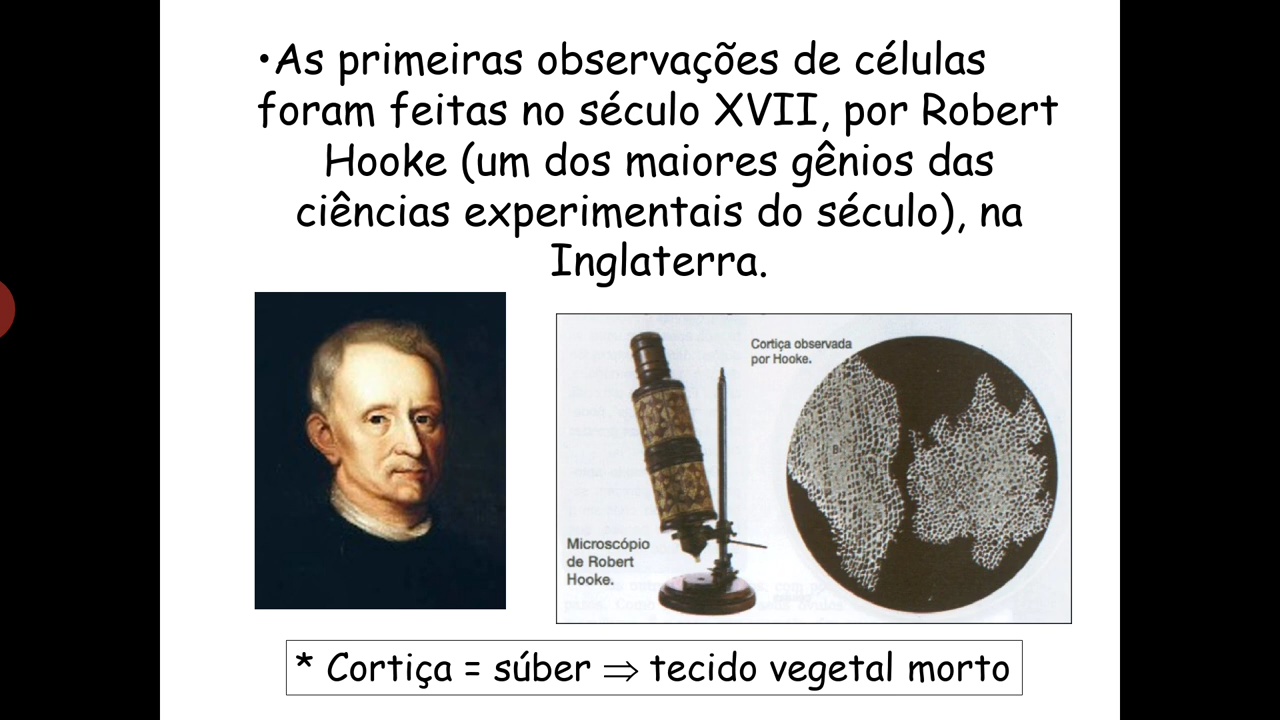 •As primeiras observações de células
foram feitas no século XVII, por Robert
Hooke (um dos maiores gênios das
ciências experimentais do século), na
Inglaterra.
Cortiça observada
por Hooke.
Microscópio
de Robert
Hooke.
* Cortiça = súber ⇒ tecido vegetal morto